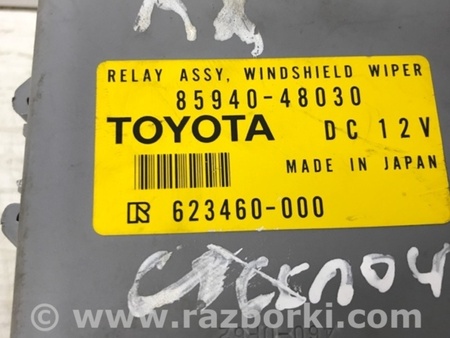 RELAY ASSY, WINDSHIELD WIPER
85940-48030
TOYOTA DC 12V
MADE IN JAPAN
R 623460-000
© www.razborki.com